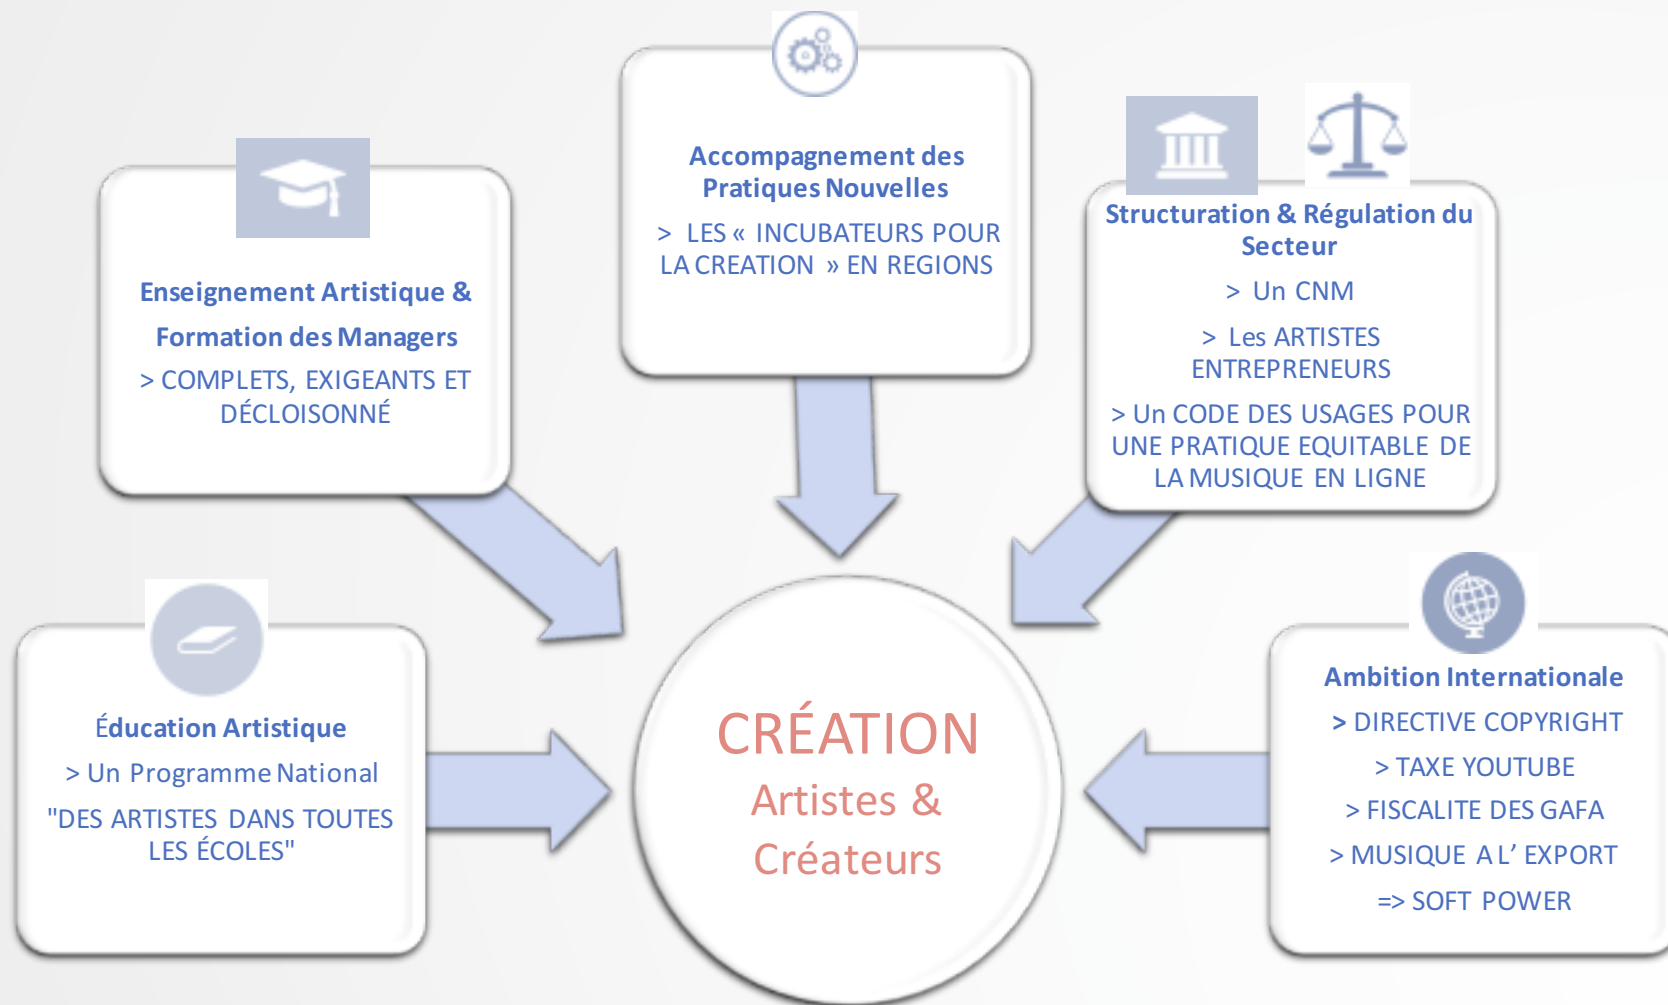 Accompagnement des
Pratiques Nouvelles
> LES « INCUBATEURS POUR
LA CREATION » EN REGIONS
Structuration & Régulation du
Secteur
> Un CNM
> Les ARTISTES
ENTREPRENEURS
> Un CODE DES USAGES POUR
UNE PRATIQUE EQUITABLE DE
LA MUSIQUE EN LIGNE
Enseignement Artistique &
Formation des Managers
> COMPLETS, EXIGEANTS ET
DÉCLOISONNÉ
Éducation Artistique
> Un Programme National
"DES ARTISTES DANS TOUTES
LES ÉCOLES"
CRÉATION
Artistes &
Créateurs
Ambition Internationale
> DIRECTIVE COPYRIGHT
> TAXE YOUTUBE
> FISCALITE DES GAFA
> MUSIQUE A L’ EXPORT
=> SOFT POWER